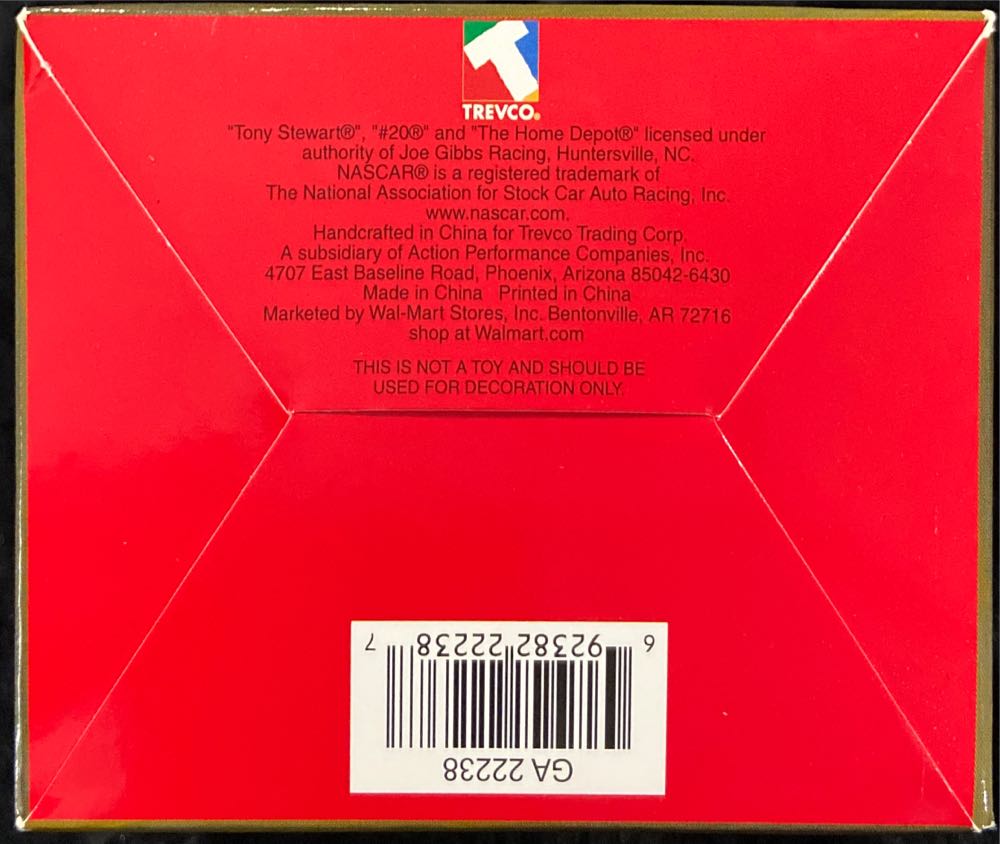 TREVCO®
"Tony Stewart®", "#20®" and "The Home Depot®" licensed under
authority of Joe Gibbs Racing, Huntersville, NC.
NASCAR® is a registered trademark of
The National Association for Stock Car Auto Racing, Inc.
www.nascar.com.
Handcrafted in China for Trevco Trading Corp.
A subsidiary of Action Performance Companies, Inc.
4707 East Baseline Road, Phoenix, Arizona 85042-6430
Made in China Printed in China
Marketed by Wal-Mart Stores, Inc. Bentonville, AR 72716
shop at Walmart.com
THIS IS NOT A TOY AND SHOULD BE
USED FOR DECORATION ONLY.
GA 22238
6 92382 22238 7